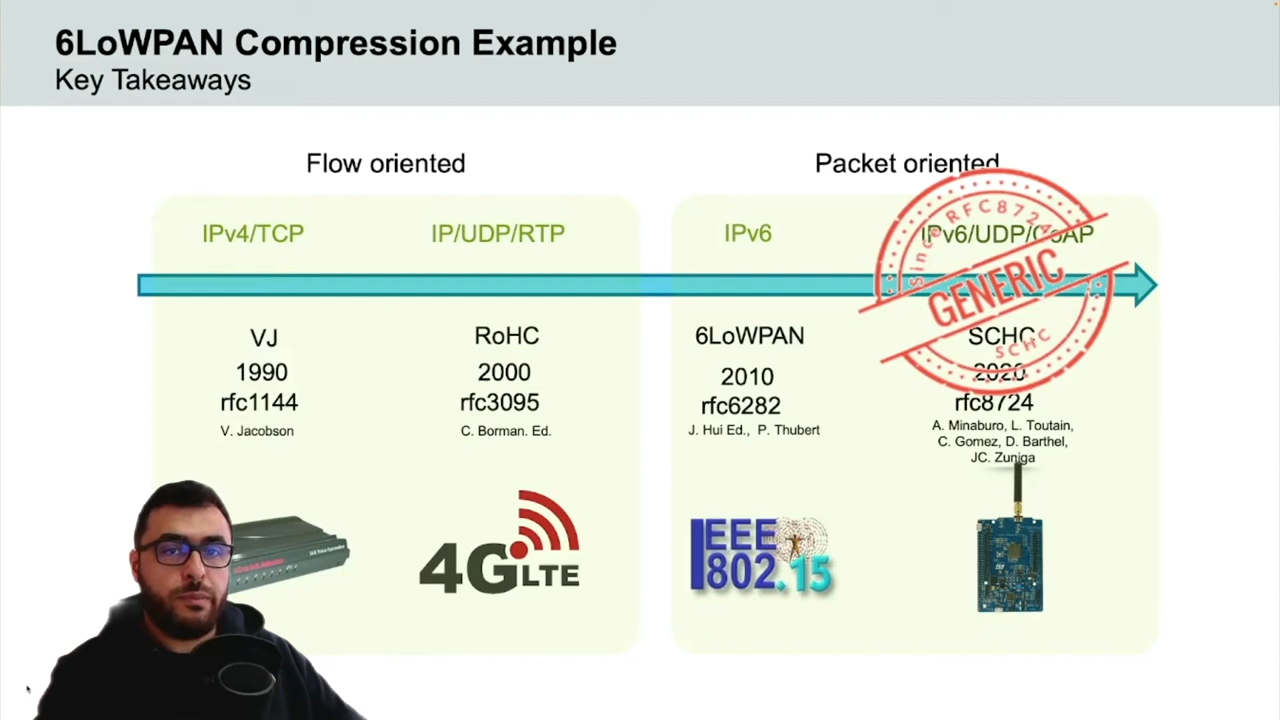 6LoWPAN Compression Example
Key Takeaways
Flow oriented
Packet oriented
IPv4/TCP
IP/UDP/RTP
IPv6
IPv6/UDP/CoAP
Since RFC8724
GENERIC
SCHC
VJ
1990
rfc1144
V. Jacobson
RoHC
2000
rfc3095
C. Borman. Ed.
6LoWPAN
2010
rfc6282
J. Hui Ed., P. Thubert
SCHC
2020
rfc8724
A. Minaburo, L. Toutain,
C. Gomez, D. Barthel,
JC. Zuniga
4G LTE
IEEE
802.15